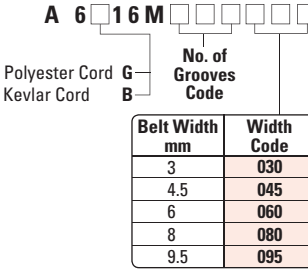 A 6 □ 1 6 M □ □ □ □ □ □
Polyester Cord G
Kevlar Cord B
No. of
Grooves
Code
Belt Width mm Width Code
3 030
4.5 045
6 060
8 080
9.5 095